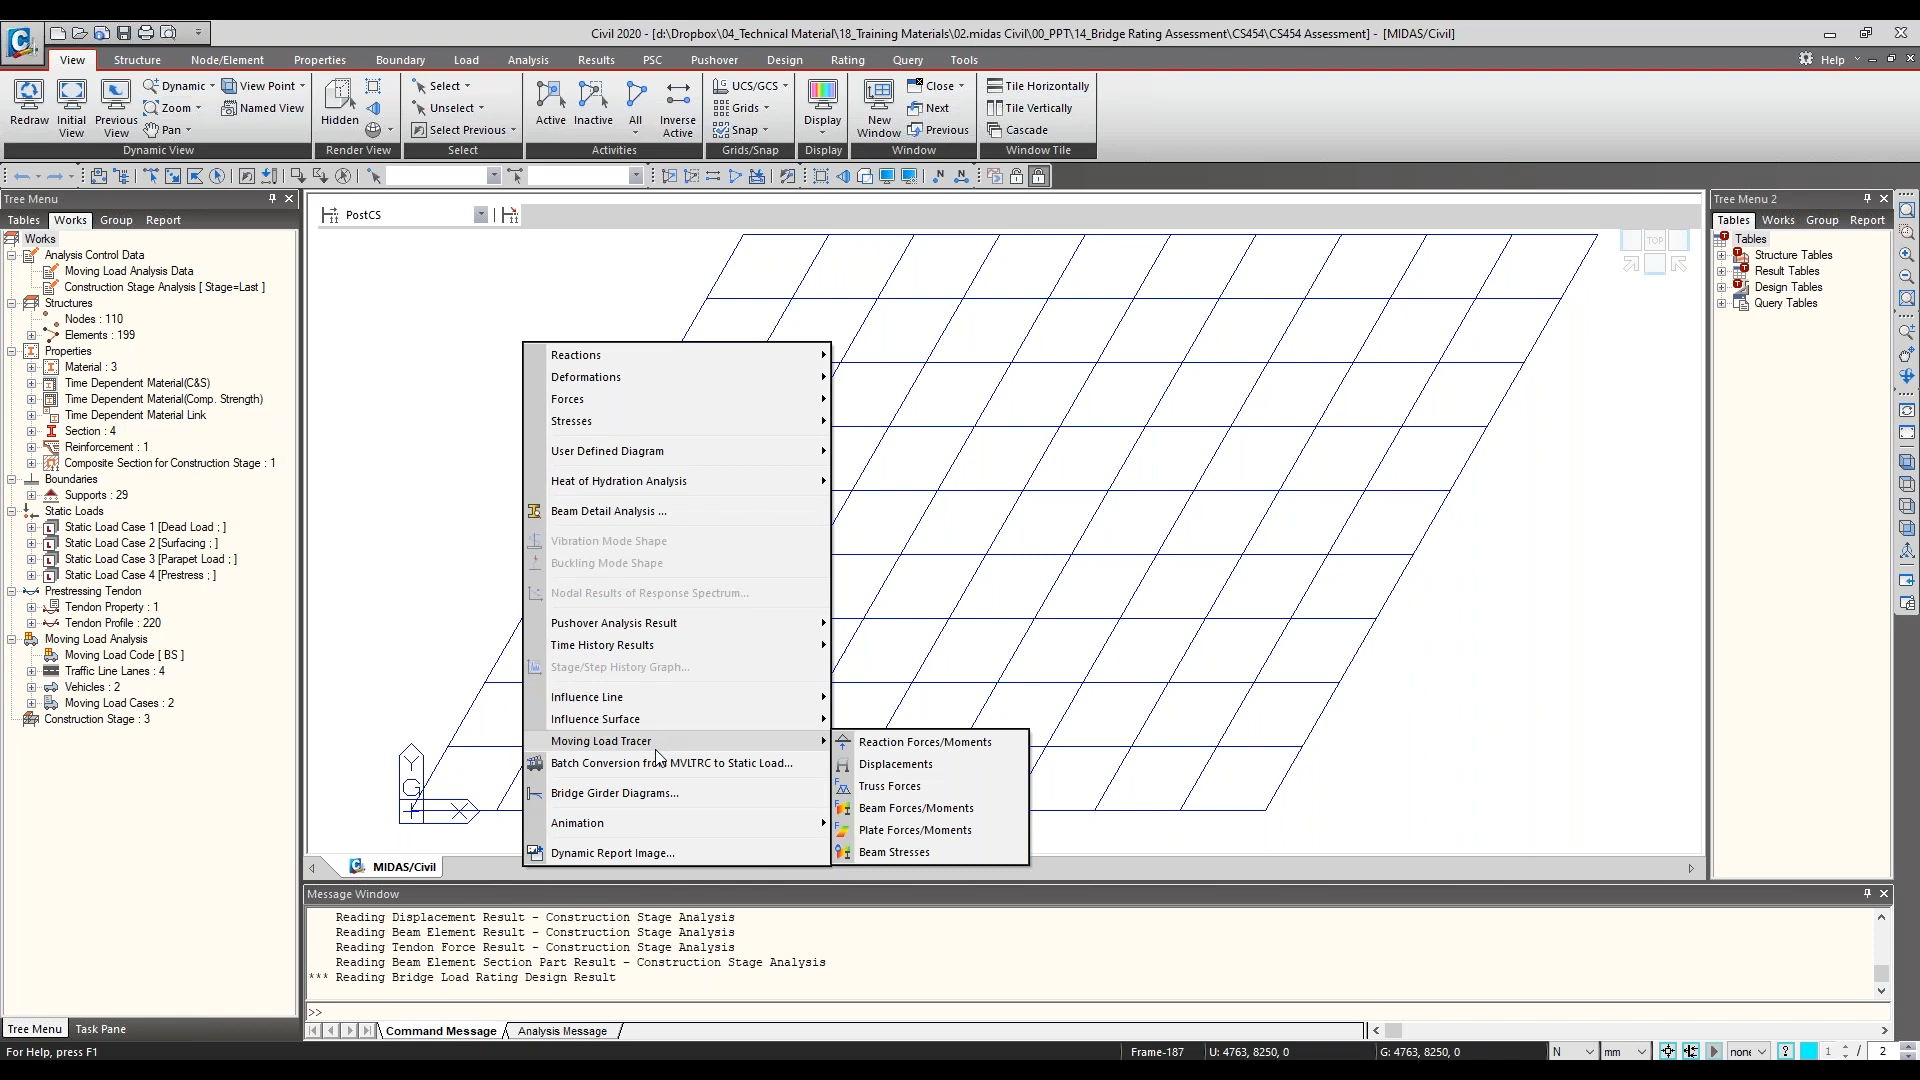 Civil 2020 - [d:\Dropbox\04_Technical Material\18_Training Materials\02.midas Civil\00_PPT\14_Bridge Rating Assessment\CS454\CS454 Assessment] - [MIDAS/Civil]
View Structure Node/Element Properties Boundary Load Analysis Results PSC Pushover Design Rating Query Tools Help
Redraw
Initial View
Previous View
Dynamic
Zoom
Pan
View Point
Named View
Dynamic View
Hidden
Render View
Select
Unselect
Select Previous
Select
Active
Inactive
All
Inverse Active
Activities
UCS/GCS
Grids
Snap
Grids/Snap
Display
Display
New Window
Close
Next
Previous
Window
Tile Horizontally
Tile Vertically
Cascade
Window Tile
Tree Menu
Tables Works Group Report
Works
Analysis Control Data
Moving Load Analysis Data
Construction Stage Analysis [ Stage=Last ]
Structures
Nodes : 110
Elements : 199
Properties
Material : 3
Time Dependent Material(C&S)
Time Dependent Material(Comp. Strength)
Time Dependent Material Link
Section : 4
Reinforcement : 1
Composite Section for Construction Stage : 1
Boundaries
Supports : 29
Static Loads
Static Load Case 1 [Dead Load ; ]
Static Load Case 2 [Surfacing ; ]
Static Load Case 3 [Parapet Load ; ]
Static Load Case 4 [Prestress ; ]
Prestressing Tendon
Tendon Property : 1
Tendon Profile : 220
Moving Load Analysis
Moving Load Code [ BS ]
Traffic Line Lanes : 4
Vehicles : 2
Moving Load Cases : 2
Construction Stage : 3
Tree Menu Task Pane
PostCS
TOP
Reactions
Deformations
Forces
Stresses
User Defined Diagram
Heat of Hydration Analysis
Beam Detail Analysis ...
Vibration Mode Shape
Buckling Mode Shape
Nodal Results of Response Spectrum...
Pushover Analysis Result
Time History Results
Stage/Step History Graph...
Influence Line
Influence Surface
Moving Load Tracer
Batch Conversion from MVLTRC to Static Load...
Bridge Girder Diagrams...
Animation
Dynamic Report Image...
Reaction Forces/Moments
Displacements
Truss Forces
Beam Forces/Moments
Plate Forces/Moments
Beam Stresses
Y
G
X
MIDAS/Civil
Tree Menu 2
Tables Works Group Report
Tables
Structure Tables
Result Tables
Design Tables
Query Tables
Message Window
Reading Displacement Result - Construction Stage Analysis
Reading Beam Element Result - Construction Stage Analysis
Reading Tendon Force Result - Construction Stage Analysis
Reading Beam Element Section Part Result - Construction Stage Analysis
*** Reading Bridge Load Rating Design Result
>>
Command Message Analysis Message
For Help, press F1
Frame-187
U: 4763, 8250, 0
G: 4763, 8250, 0
N
mm
none
?
1 / 2